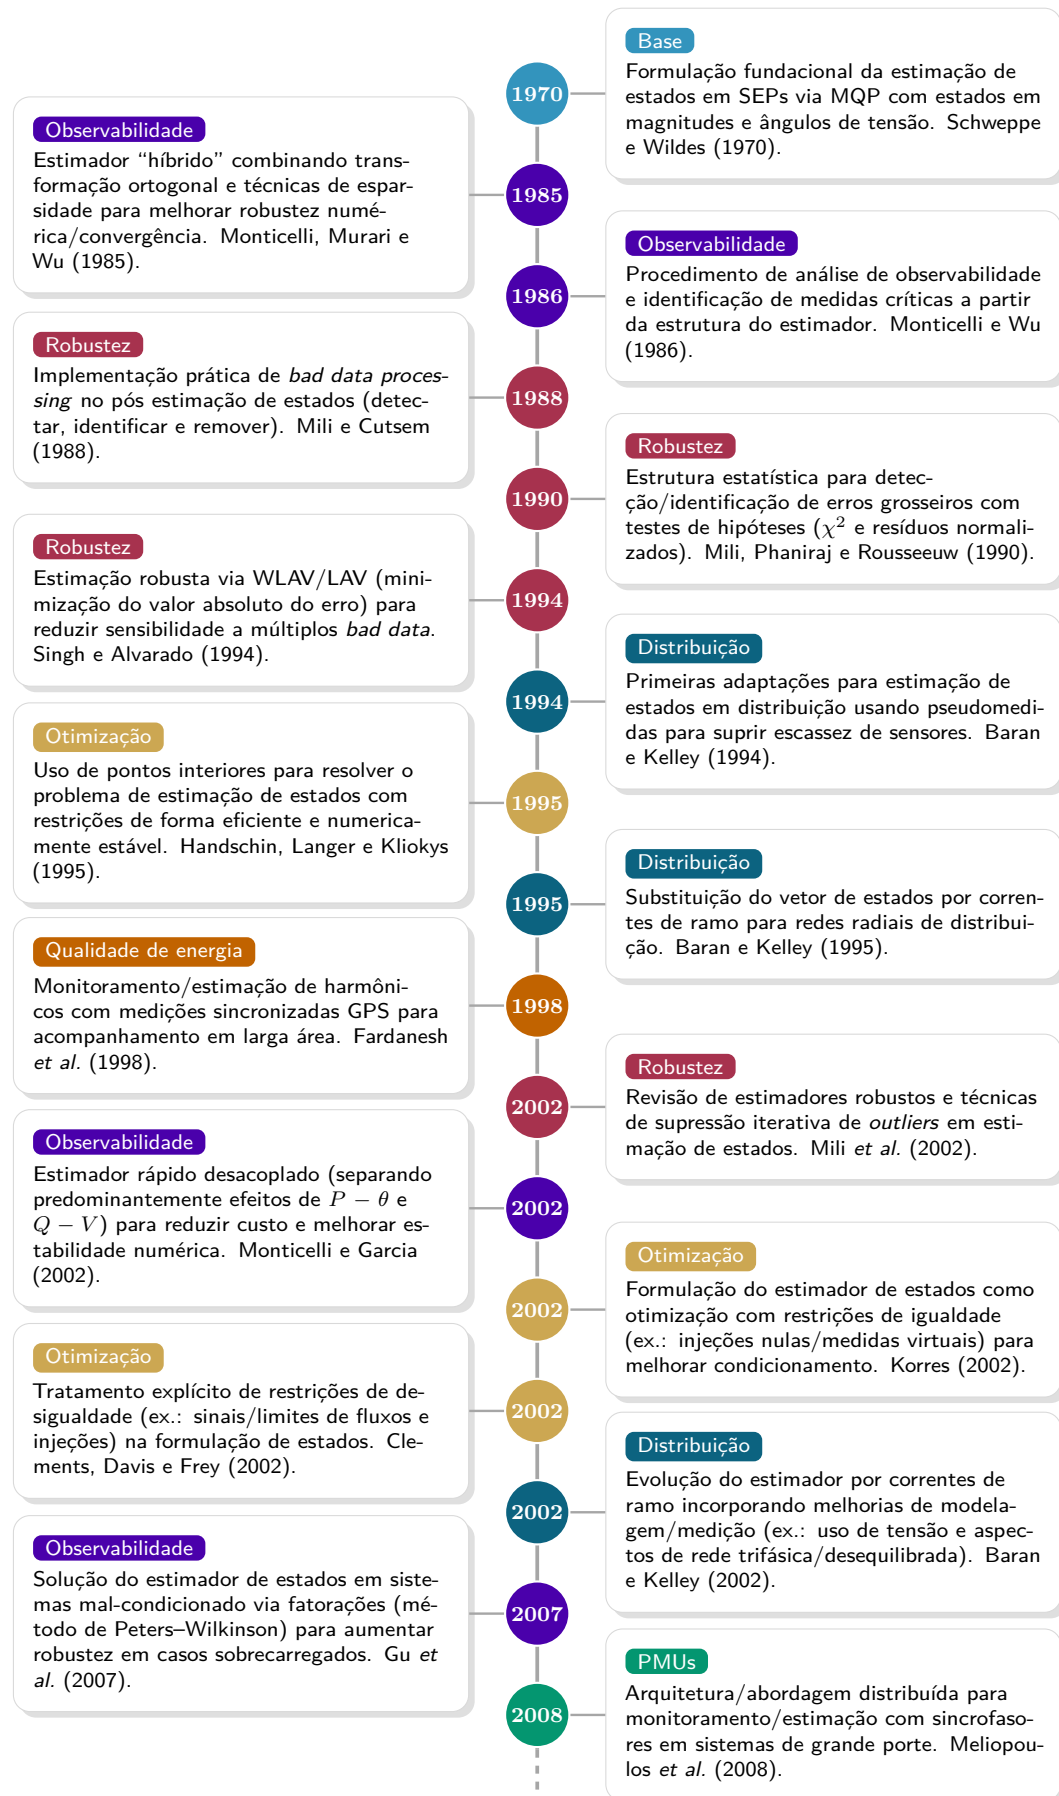 1970
Base
Formulação fundacional da estimação de
estados em SEPs via MQP com estados em
magnitudes e ângulos de tensão. Schweppe
e Wildes (1970).
1985
Observabilidade
Estimador “híbrido” combinando trans-
formação ortogonal e técnicas de espar-
sidade para melhorar robustez numé-
rica/convergência. Monticelli, Murari e
Wu (1985).
1986
Observabilidade
Procedimento de análise de observabilidade
e identificação de medidas críticas a partir
da estrutura do estimador. Monticelli e Wu
(1986).
1988
Robustez
Implementação prática de bad data proces-
sing no pós estimação de estados (detec-
tar, identificar e remover). Mili e Cutsem
(1988).
1990
Robustez
Estrutura estatística para detec-
ção/identificação de erros grosseiros com
testes de hipóteses (χ² e resíduos normali-
zados). Mili, Phaniraj e Rousseeuw (1990).
1994
Robustez
Estimação robusta via WLAV/LAV (mini-
mização do valor absoluto do erro) para
reduzir sensibilidade a múltiplos bad data.
Singh e Alvarado (1994).
1994
Distribuição
Primeiras adaptações para estimação de
estados em distribuição usando pseudomedi-
das para suprir escassez de sensores. Baran
e Kelley (1994).
1995
Otimização
Uso de pontos interiores para resolver o
problema de estimação de estados com
restrições de forma eficiente e numerica-
mente estável. Handschin, Langer e Kliokys
(1995).
1995
Distribuição
Substituição do vetor de estados por corren-
tes de ramo para redes radiais de distribui-
ção. Baran e Kelley (1995).
1998
Qualidade de energia
Monitoramento/estimação de harmôni-
cos com medições sincronizadas GPS para
acompanhamento em larga área. Fardanesh
et al. (1998).
2002
Robustez
Revisão de estimadores robustos e técnicas
de supressão iterativa de outliers em esti-
mação de estados. Mili et al. (2002).
2002
Observabilidade
Estimador rápido desacoplado (separando
predominantemente efeitos de P − θ e
Q − V) para reduzir custo e melhorar es-
tabilidade numérica. Monticelli e Garcia
(2002).
2002
Otimização
Formulação do estimador de estados como
otimização com restrições de igualdade
(ex.: injeções nulas/medidas virtuais) para
melhorar condicionamento. Korres (2002).
2002
Otimização
Tratamento explícito de restrições de de-
sigualdade (ex.: sinais/limites de fluxos e
injeções) na formulação de estados. Cle-
ments, Davis e Frey (2002).
2002
Distribuição
Evolução do estimador por correntes de
ramo incorporando melhorias de modela-
gem/medição (ex.: uso de tensão e aspec-
tos de rede trifásica/desequilibrada). Baran
e Kelley (2002).
2007
Observabilidade
Solução do estimador de estados em siste-
mas mal-condicionado via fatorações (mé-
todo de Peters–Wilkinson) para aumentar
robustez em casos sobrecarregados. Gu et
al. (2007).
2008
PMUs
Arquitetura/abordagem distribuída para
monitoramento/estimação com sincrofaso-
res em sistemas de grande porte. Meliopou-
los et al. (2008).